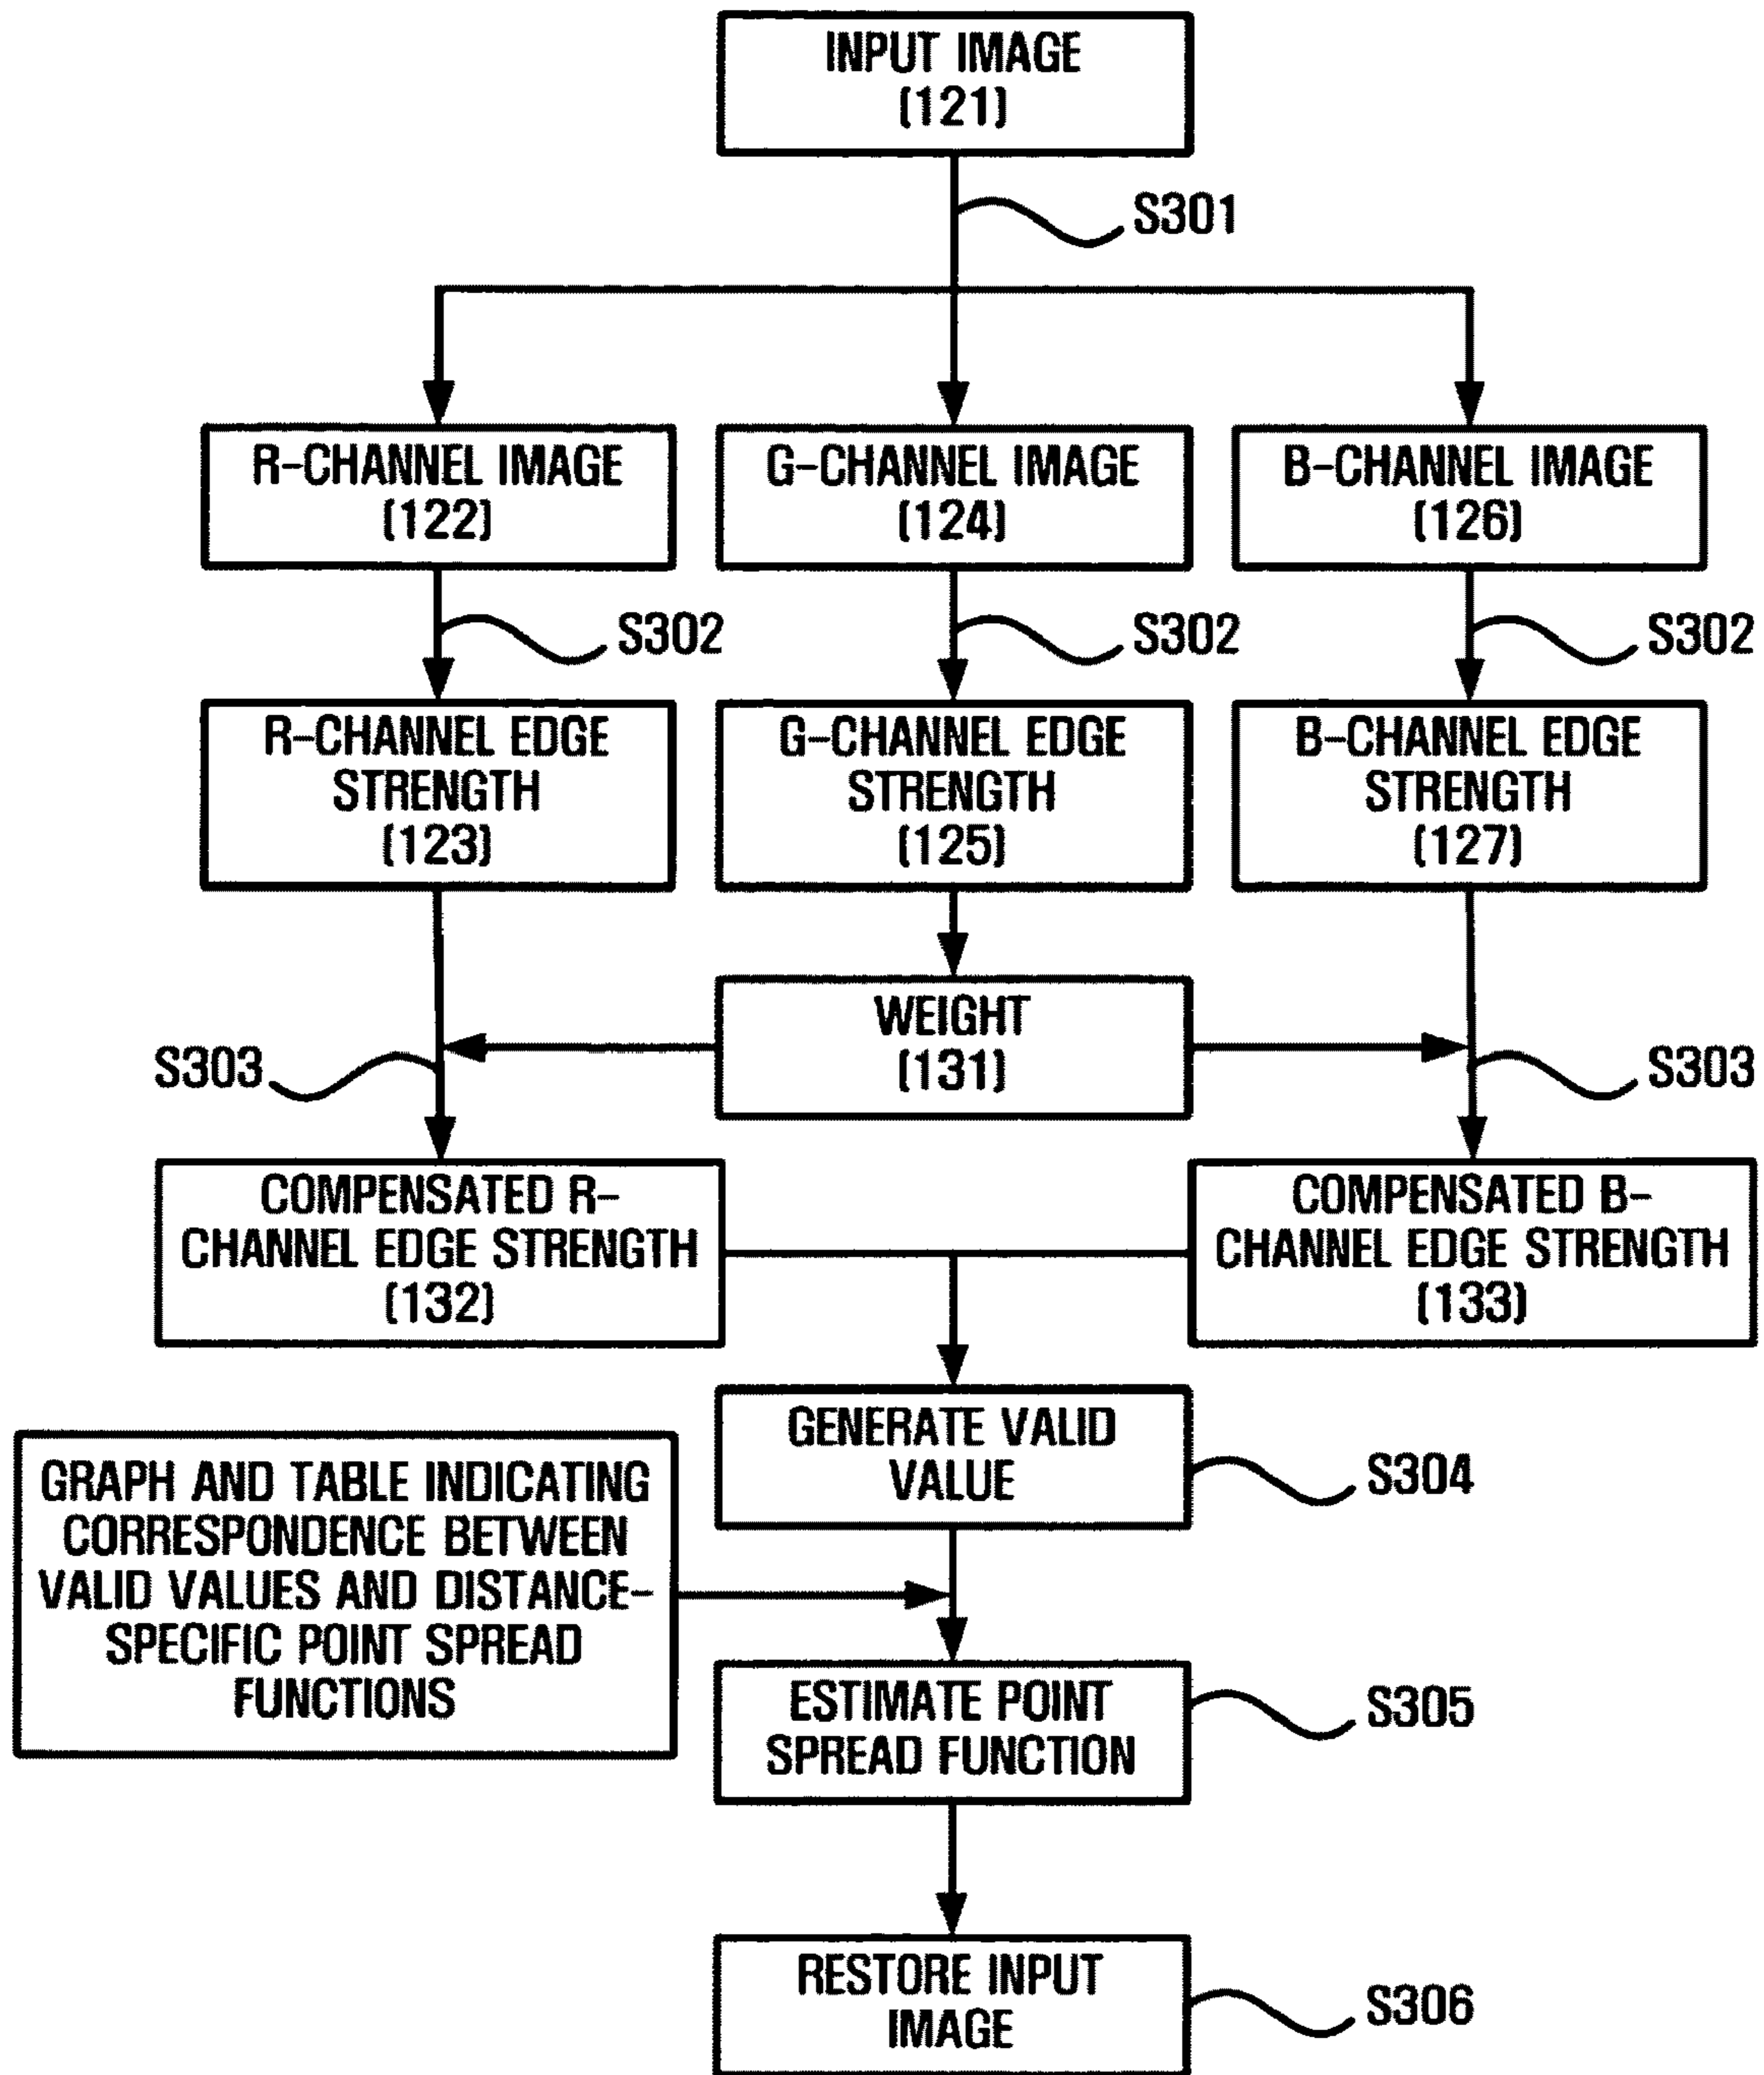 INPUT IMAGE
(121)
S301
R-CHANNEL IMAGE
(122)
G-CHANNEL IMAGE
(124)
B-CHANNEL IMAGE
(126)
S302
S302
S302
R-CHANNEL EDGE
STRENGTH
(123)
G-CHANNEL EDGE
STRENGTH
(125)
B-CHANNEL EDGE
STRENGTH
(127)
WEIGHT
(131)
S303
S303
COMPENSATED R-
CHANNEL EDGE STRENGTH
(132)
COMPENSATED B-
CHANNEL EDGE STRENGTH
(133)
GENERATE VALID
VALUE
S304
GRAPH AND TABLE INDICATING
CORRESPONDENCE BETWEEN
VALID VALUES AND DISTANCE-
SPECIFIC POINT SPREAD
FUNCTIONS
ESTIMATE POINT
SPREAD FUNCTION
S305
RESTORE INPUT
IMAGE
S306